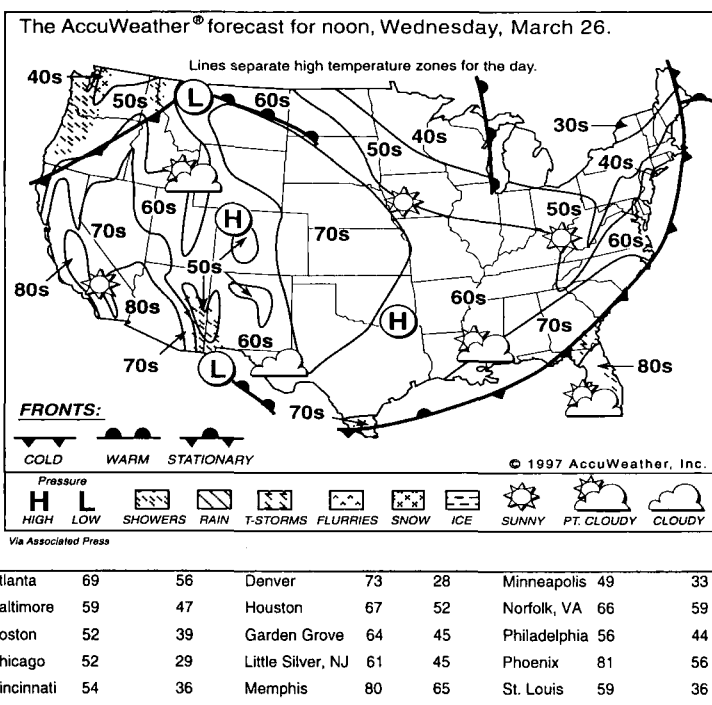 The AccuWeather® forecast for noon, Wednesday, March 26.
Lines separate high temperature zones for the day.
40s
50s
L
60s
40s
30s
50s
40s
H
70s
60s
70s
50s
60s
80s
50s
80s
60s
H
70s
60s
70s
L
80s
70s
FRONTS:
COLD WARM STATIONARY
© 1997 AccuWeather, Inc.
Pressure
H L
HIGH LOW SHOWERS RAIN T-STORMS FLURRIES SNOW ICE SUNNY PT. CLOUDY CLOUDY
Via Associated Press
tlanta 69 56 Denver 73 28 Minneapolis 49 33
altimore 59 47 Houston 67 52 Norfolk, VA 66 59
oston 52 39 Garden Grove 64 45 Philadelphia 56 44
hicago 52 29 Little Silver, NJ 61 45 Phoenix 81 56
incinnati 54 36 Memphis 80 65 St. Louis 59 36